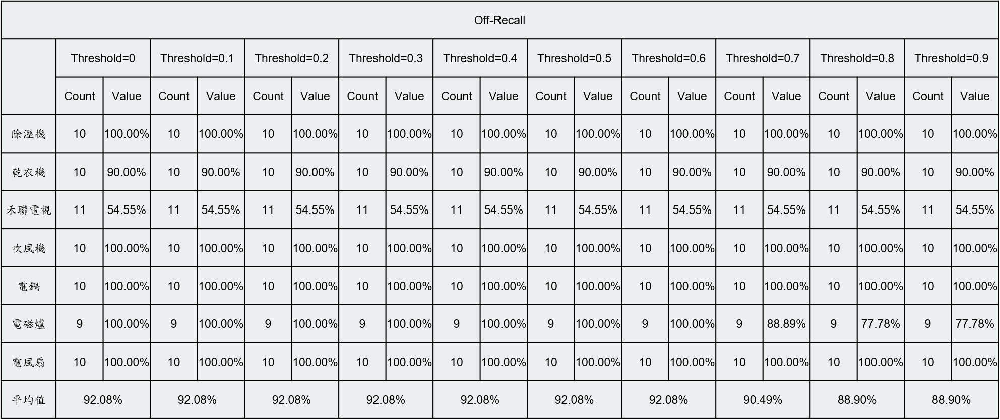 Off-Recall
Threshold=0 Threshold=0.1 Threshold=0.2 Threshold=0.3 Threshold=0.4 Threshold=0.5 Threshold=0.6 Threshold=0.7 Threshold=0.8 Threshold=0.9
Count Value Count Value Count Value Count Value Count Value Count Value Count Value Count Value Count Value Count Value
除溼機 10 100.00% 10 100.00% 10 100.00% 10 100.00% 10 100.00% 10 100.00% 10 100.00% 10 100.00% 10 100.00% 10 100.00%
乾衣機 10 90.00% 10 90.00% 10 90.00% 10 90.00% 10 90.00% 10 90.00% 10 90.00% 10 90.00% 10 90.00% 10 90.00%
禾聯電視 11 54.55% 11 54.55% 11 54.55% 11 54.55% 11 54.55% 11 54.55% 11 54.55% 11 54.55% 11 54.55% 11 54.55%
吹風機 10 100.00% 10 100.00% 10 100.00% 10 100.00% 10 100.00% 10 100.00% 10 100.00% 10 100.00% 10 100.00% 10 100.00%
電鍋 10 100.00% 10 100.00% 10 100.00% 10 100.00% 10 100.00% 10 100.00% 10 100.00% 10 100.00% 10 100.00% 10 100.00%
電磁爐 9 100.00% 9 100.00% 9 100.00% 9 100.00% 9 100.00% 9 100.00% 9 100.00% 9 88.89% 9 77.78% 9 77.78%
電風扇 10 100.00% 10 100.00% 10 100.00% 10 100.00% 10 100.00% 10 100.00% 10 100.00% 10 100.00% 10 100.00% 10 100.00%
平均值 92.08% 92.08% 92.08% 92.08% 92.08% 92.08% 92.08% 90.49% 88.90% 88.90%